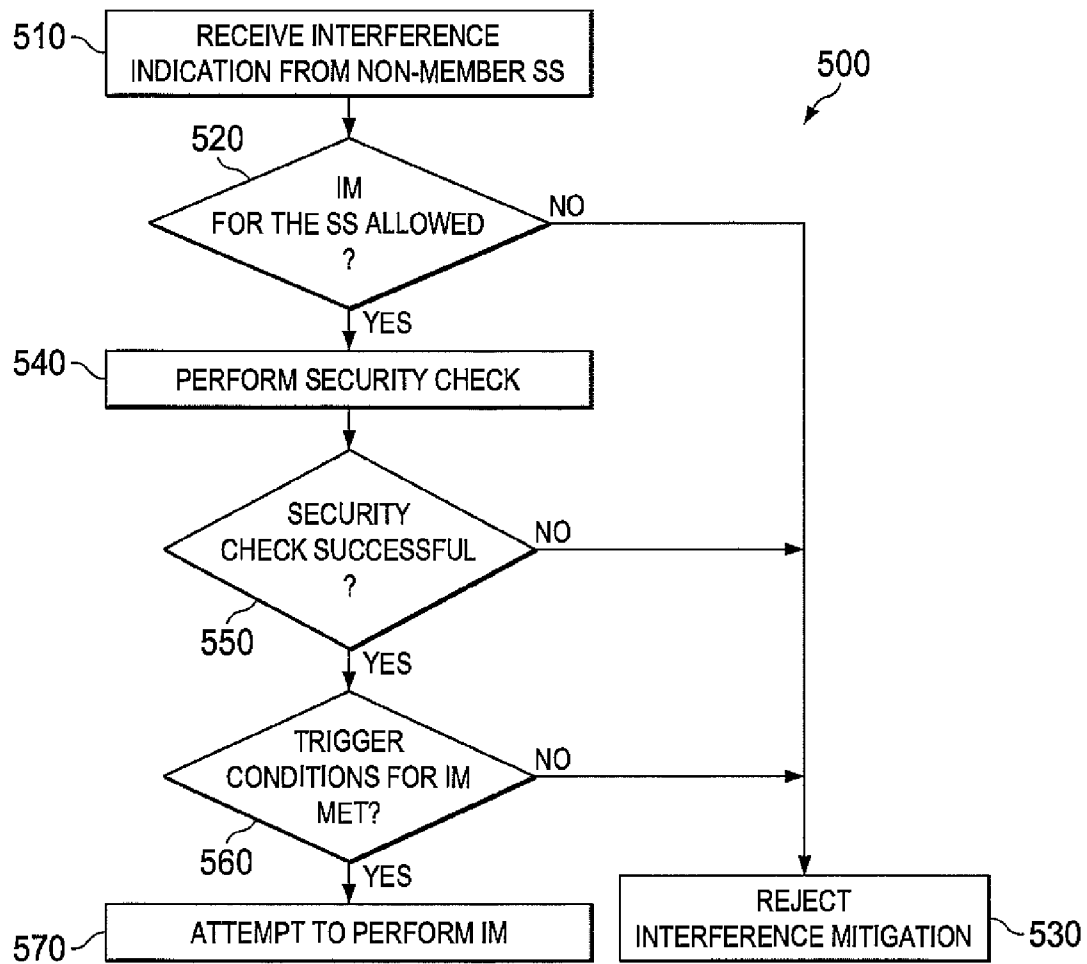 510
RECEIVE INTERFERENCE
INDICATION FROM NON-MEMBER SS
500
520
IM
FOR THE SS ALLOWED
?
NO
YES
540
PERFORM SECURITY CHECK
SECURITY
CHECK SUCCESSFUL
?
NO
550
YES
TRIGGER
CONDITIONS FOR IM
MET?
NO
560
YES
570
ATTEMPT TO PERFORM IM
REJECT
INTERFERENCE MITIGATION
530